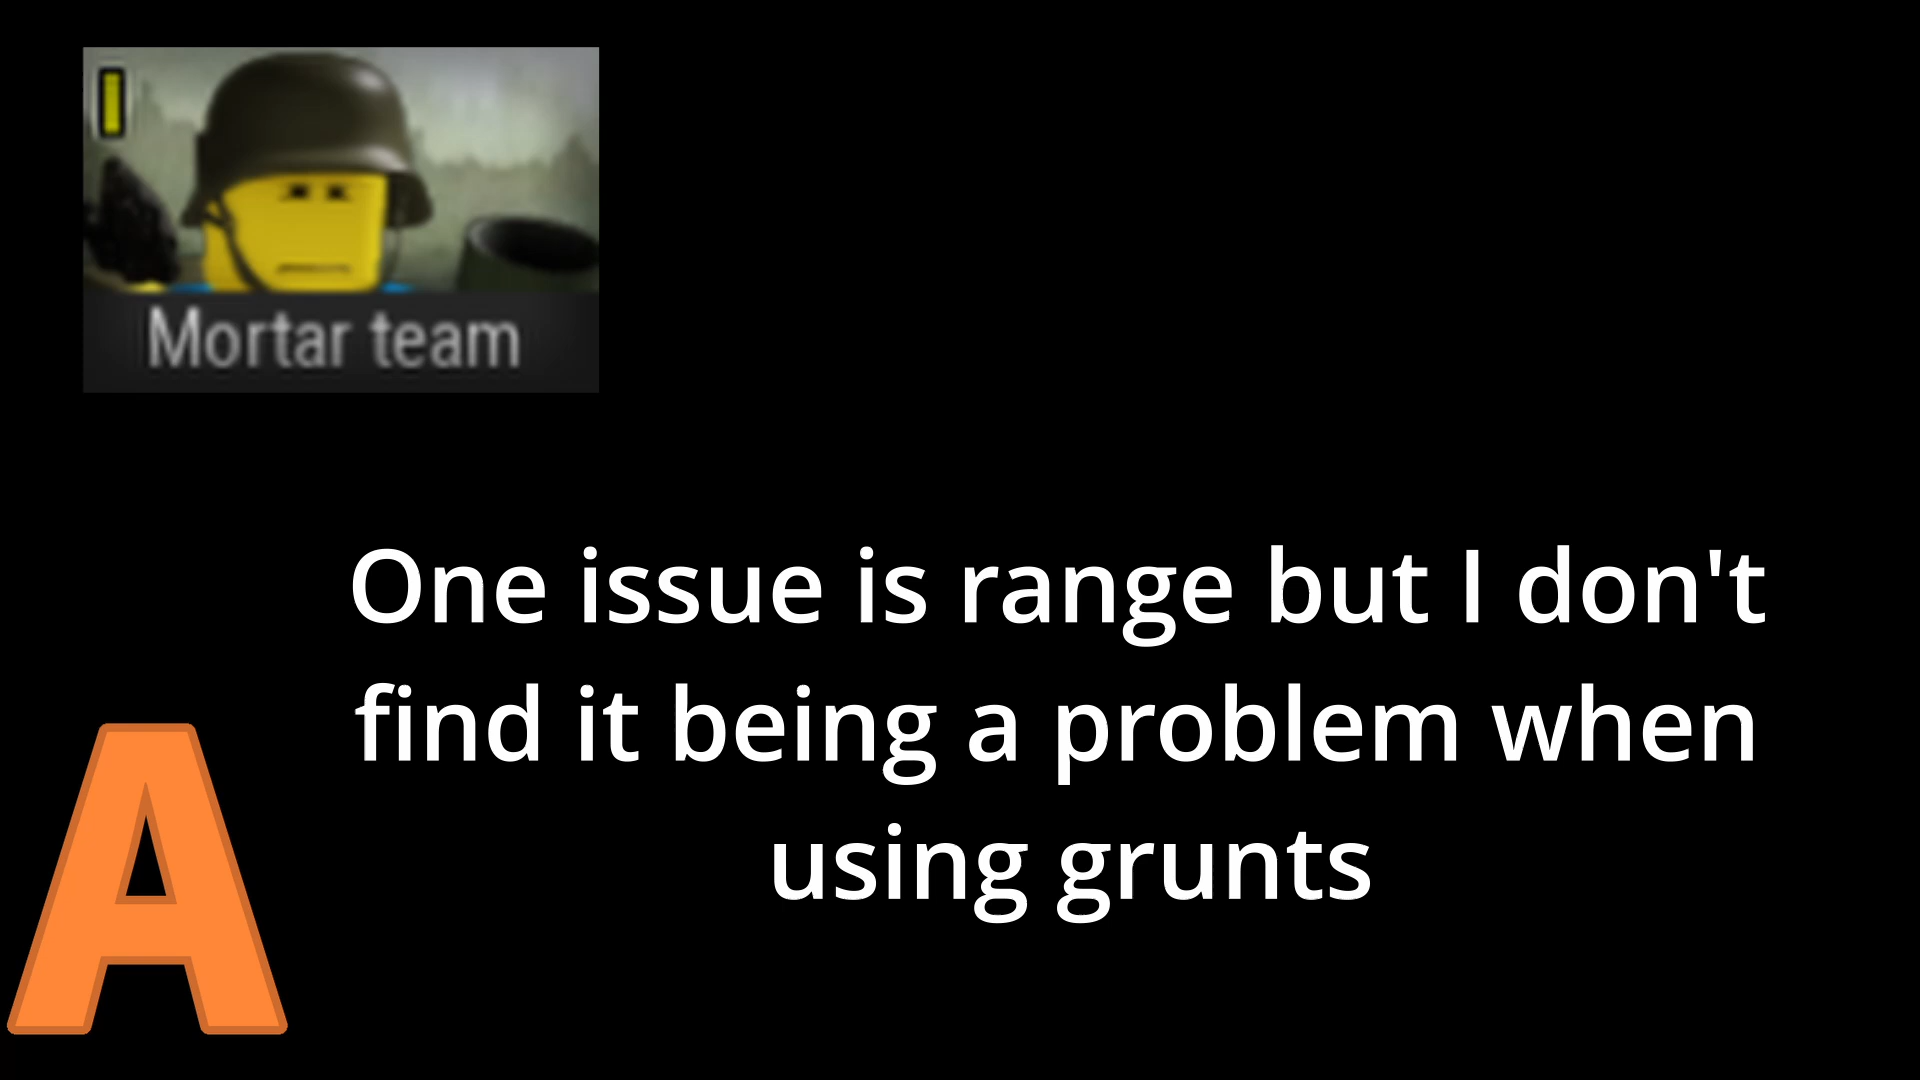 Mortar team
One issue is range but I don't
find it being a problem when
using grunts
A